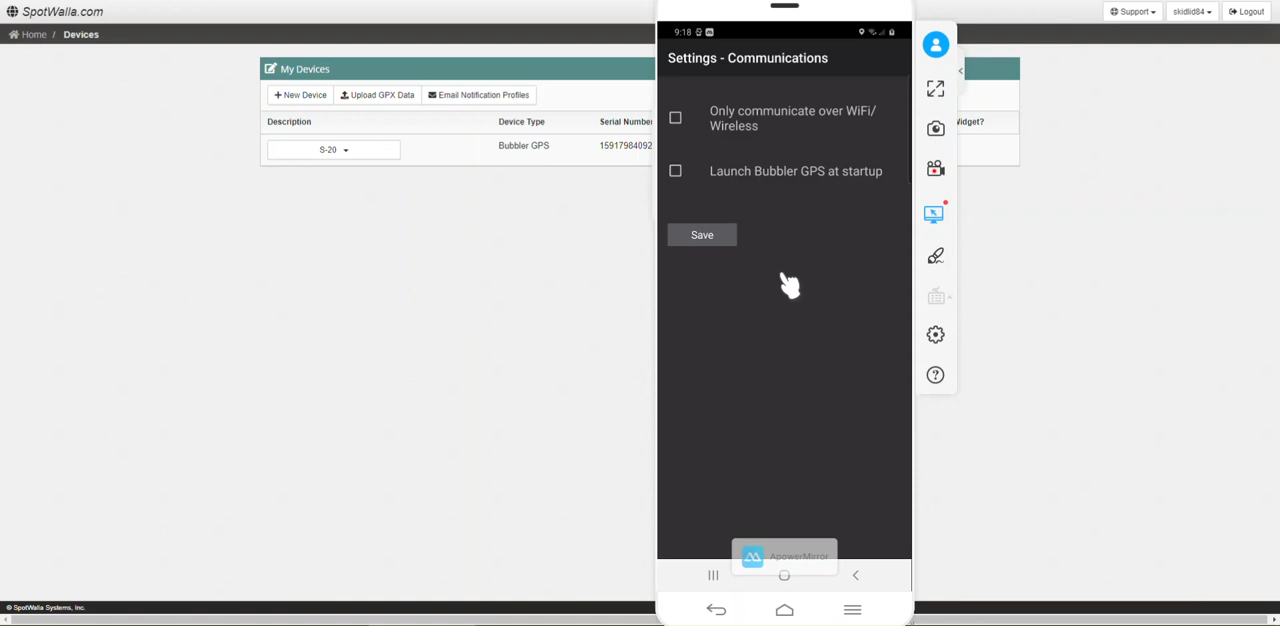 SpotWalla.com
Support
skidlid84
Logout
Home / Devices
My Devices
New Device
Upload GPX Data
Email Notification Profiles
Description
Device Type
Serial Number
Widget?
S-20
Bubbler GPS
15917984092
9:18
Settings - Communications
Only communicate over WiFi/
Wireless
Launch Bubbler GPS at startup
Save
ApowerMirror
© SpotWalla Systems, Inc.